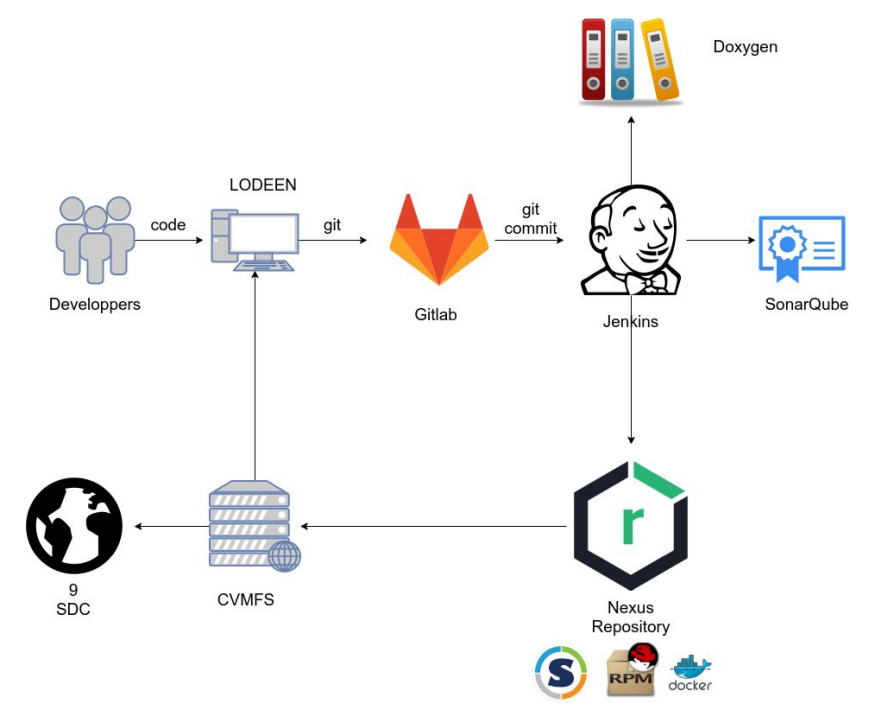 Doxygen
LODEEN
code
git
git
commit
Developpers
Gitlab
Jenkins
SonarQube
r
9
SDC
CVMFS
Nexus
Repository
S
RPM
docker